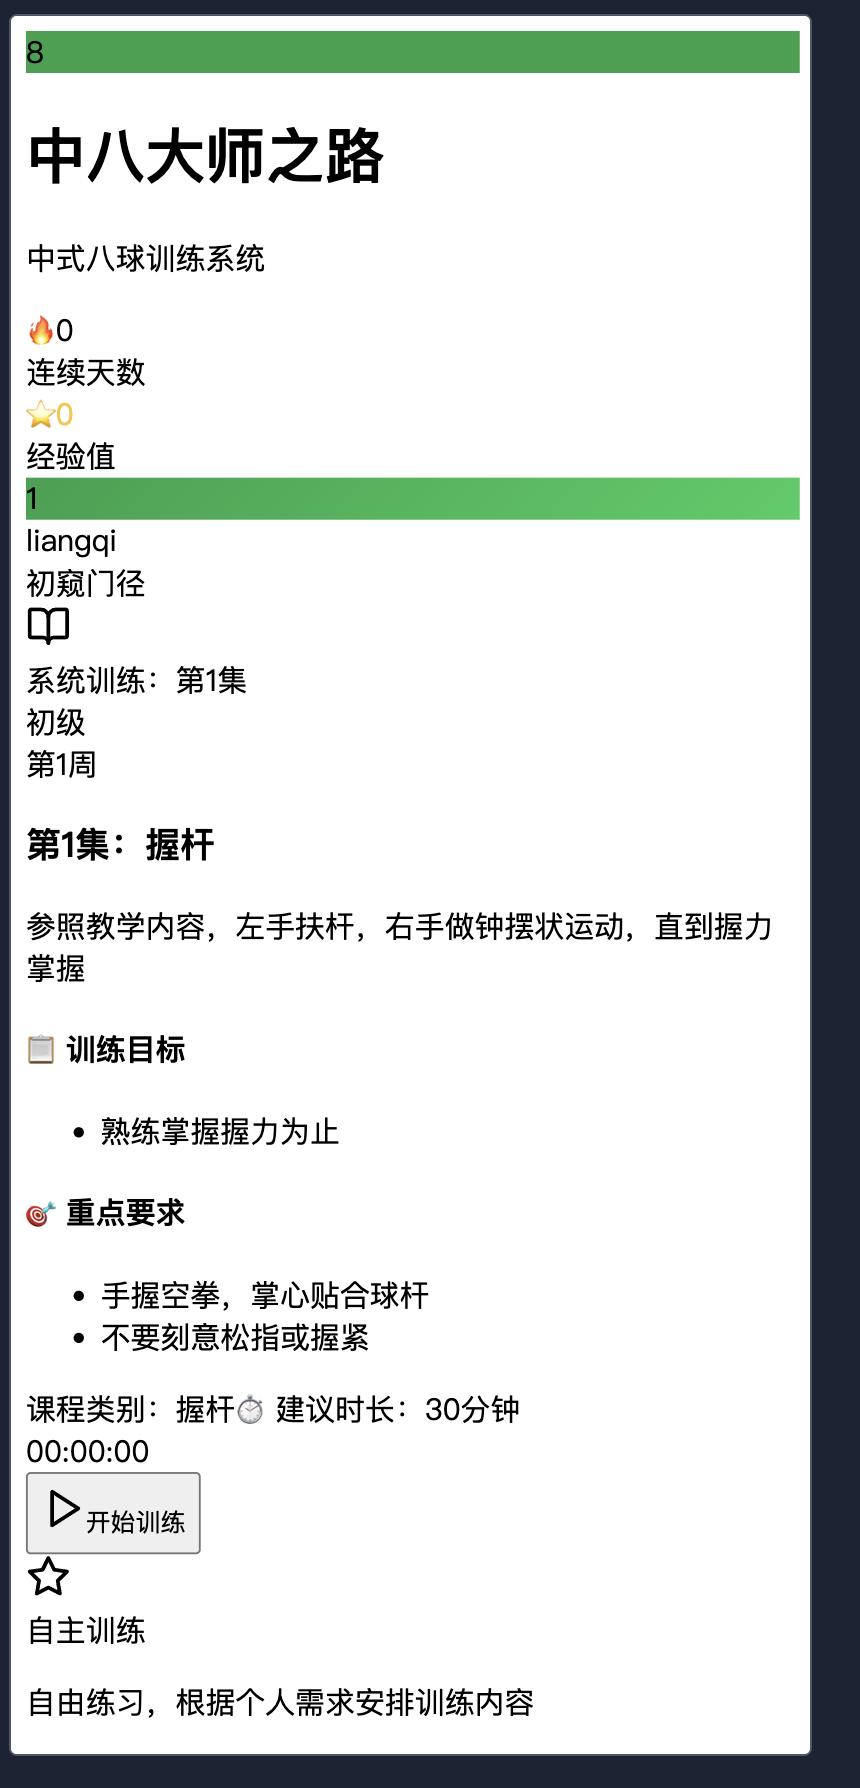 8
中八大师之路
中式八球训练系统
🔥0
连续天数
⭐0
经验值
1
liangqi
初窥门径
系统训练：第1集
初级
第1周
第1集：握杆
参照教学内容，左手扶杆，右手做钟摆状运动，直到握力
掌握
📋 训练目标
• 熟练掌握握力为止
🎯 重点要求
• 手握空拳，掌心贴合球杆
• 不要刻意松指或握紧
课程类别：握杆⏱️ 建议时长：30分钟
00:00:00
开始训练
自主训练
自由练习，根据个人需求安排训练内容